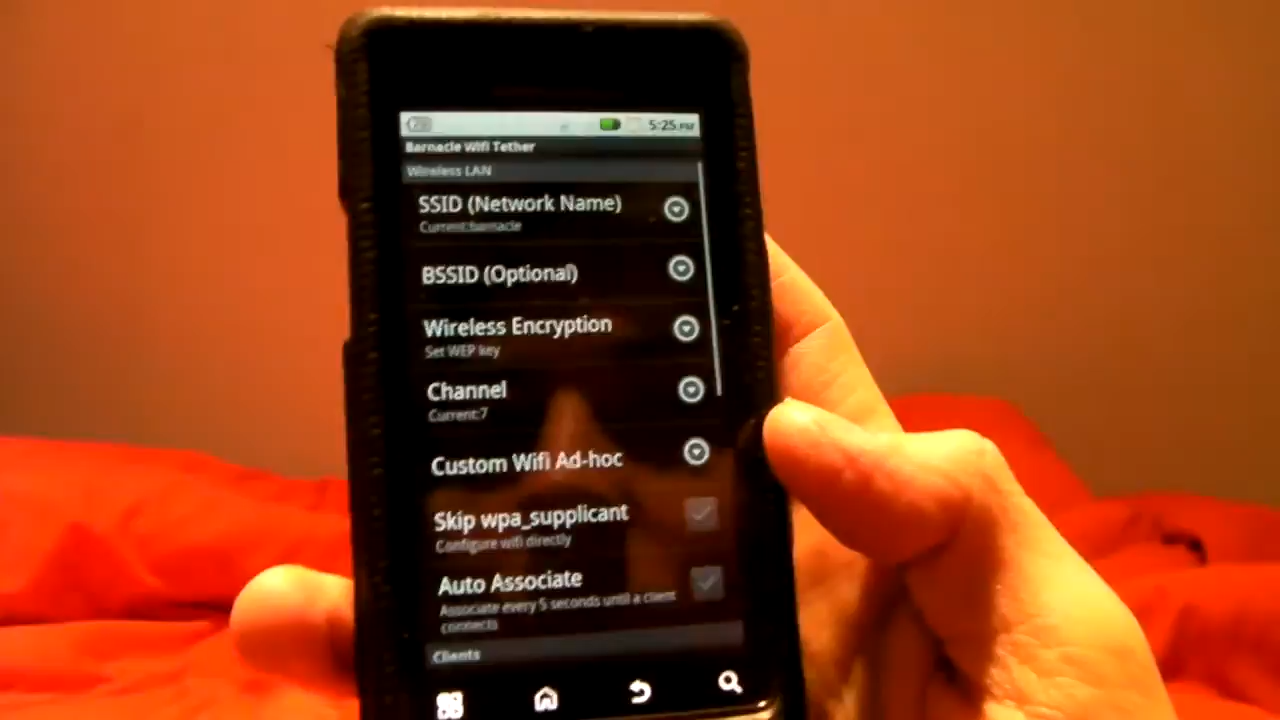 5:25 PM
Barnacle Wifi Tether
Wireless LAN
SSID (Network Name)
Current:barnacle
BSSID (Optional)
Wireless Encryption
Set WEP key
Channel
Current:7
Custom Wifi Ad-hoc
Skip wpa_supplicant
Configure wifi directly
Auto Associate
Associate every 5 seconds until a client
connects
Clients